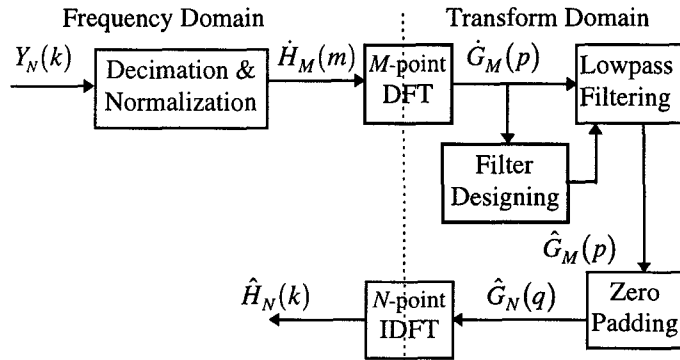 Frequency Domain
Transform Domain
Y_N(k)
Decimation &
Normalization
Ḣ_M(m)
M-point
DFT
Ġ_M(p)
Lowpass
Filtering
Filter
Designing
Ĝ_M(p)
Ĥ_N(k)
N-point
IDFT
Ĝ_N(q)
Zero
Padding